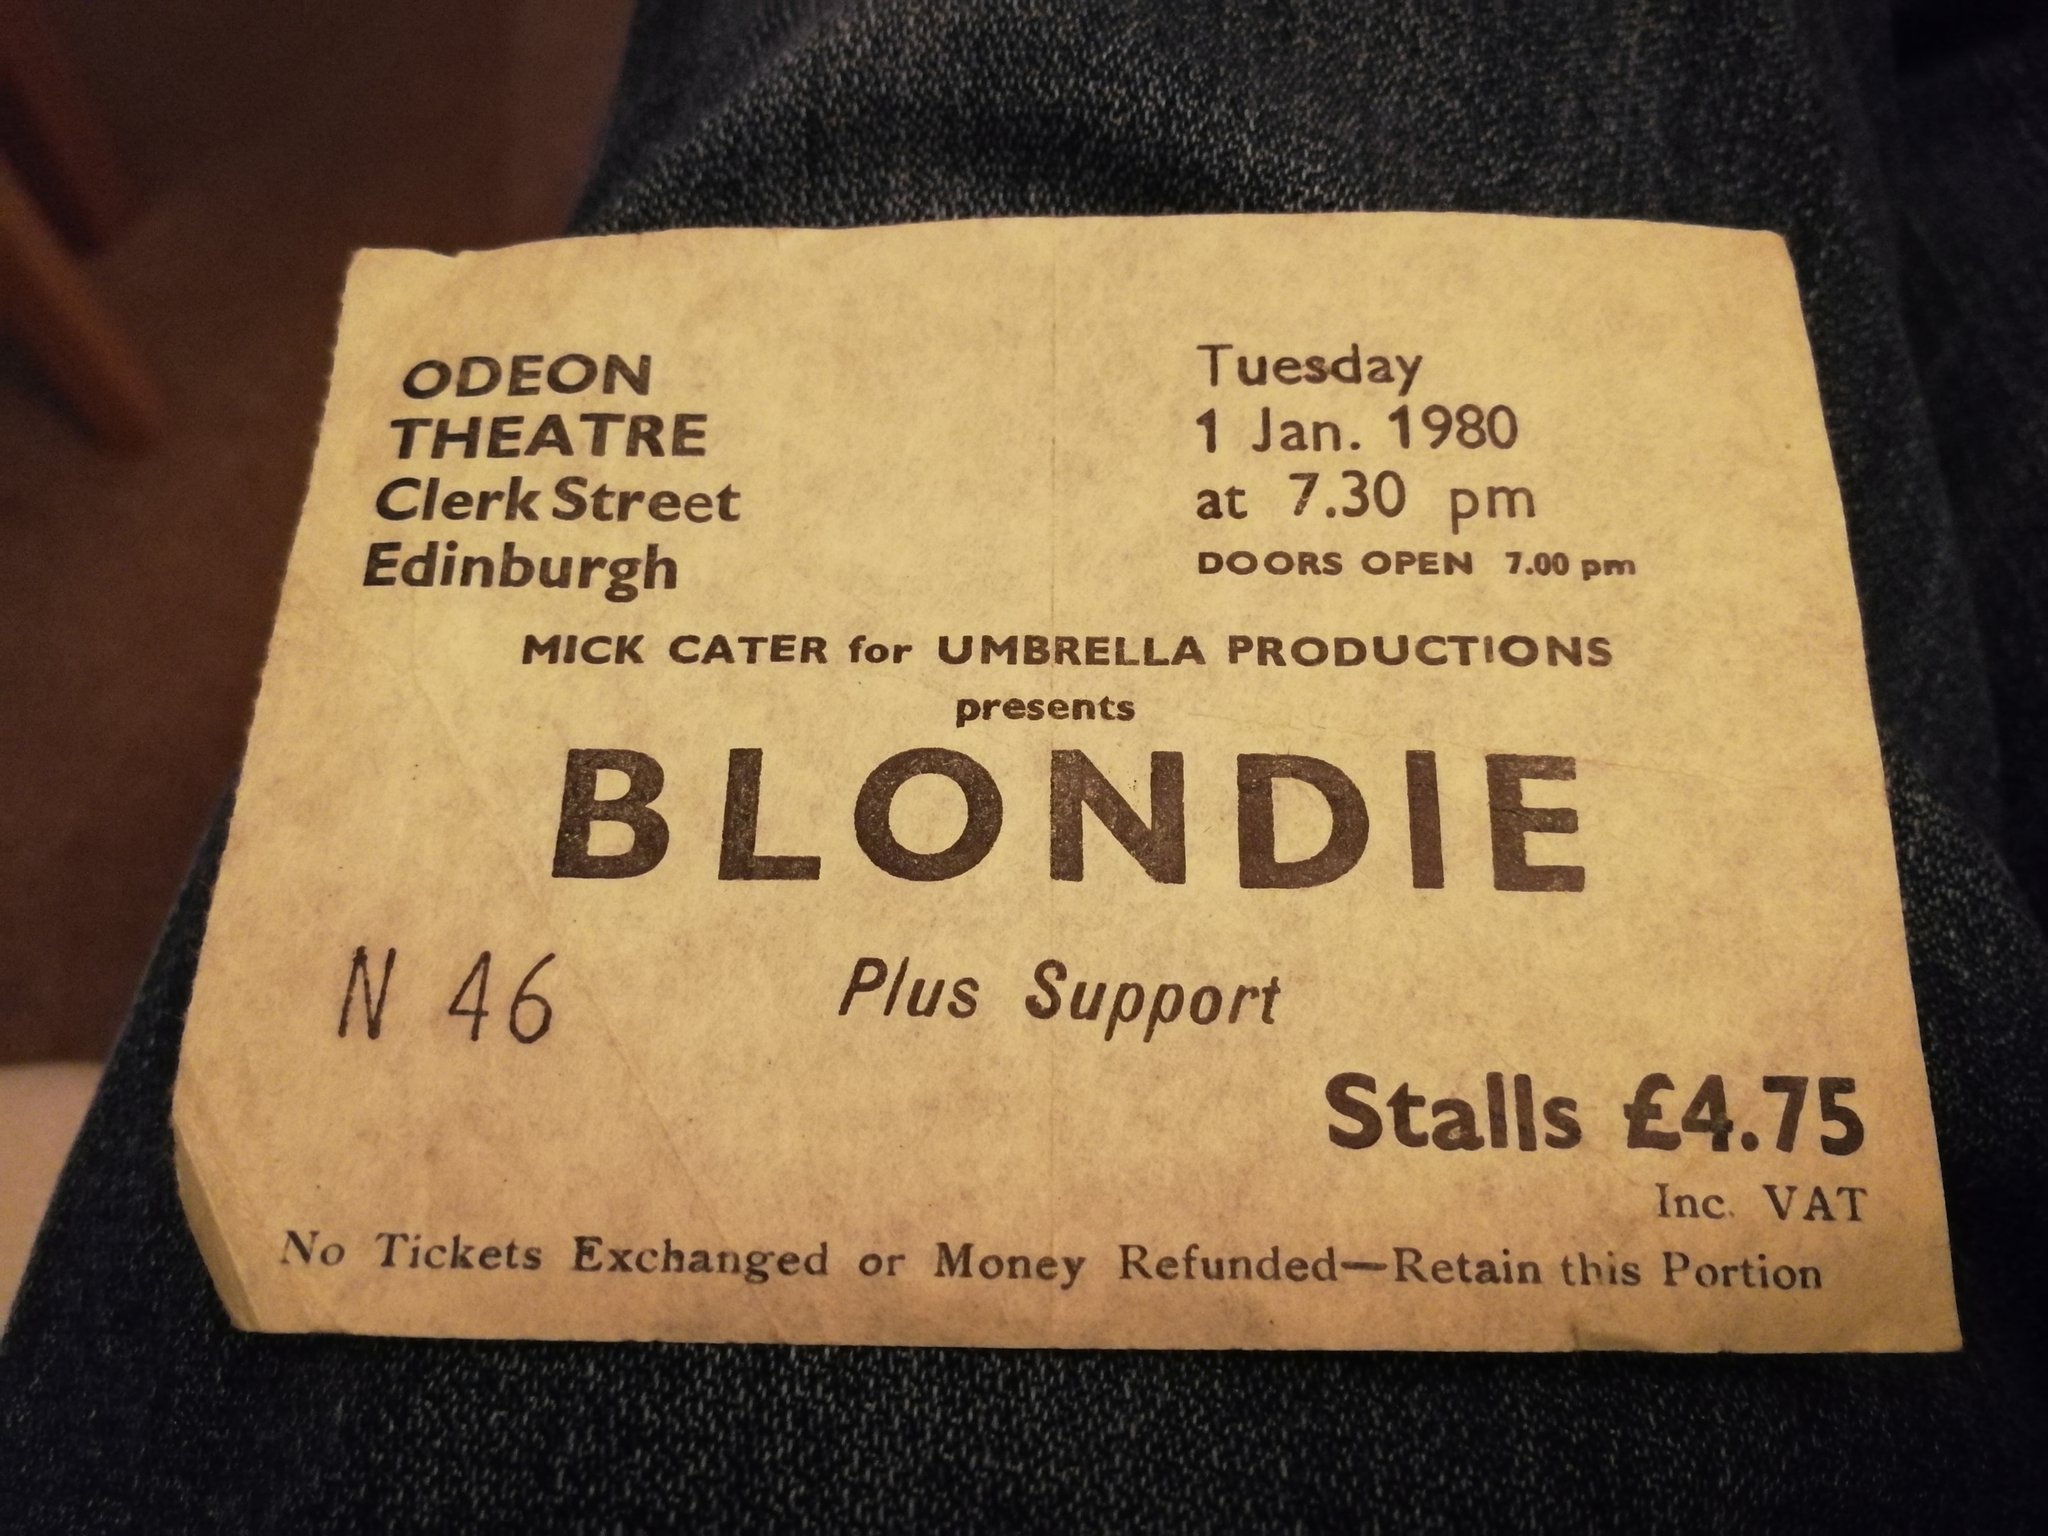 ODEON
THEATRE
Clerk Street
Edinburgh
Tuesday
1 Jan. 1980
at 7.30 pm
DOORS OPEN 7.00 pm
MICK CATER for UMBRELLA PRODUCTIONS
presents
BLONDIE
N 46
Plus Support
Stalls £4.75
Inc. VAT
No Tickets Exchanged or Money Refunded—Retain this Portion